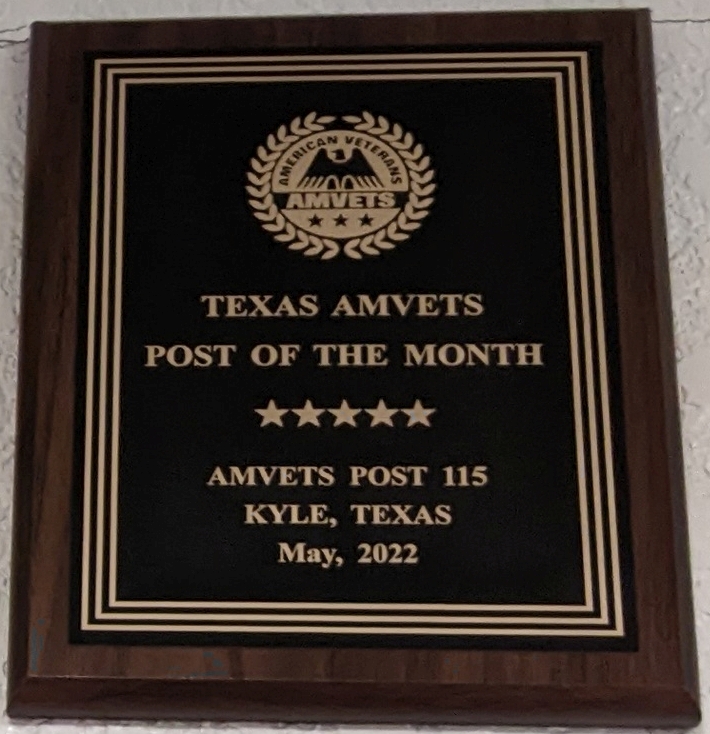 AMERICAN VETERANS
AMVETS
TEXAS AMVETS
POST OF THE MONTH
AMVETS POST 115
KYLE, TEXAS
May, 2022